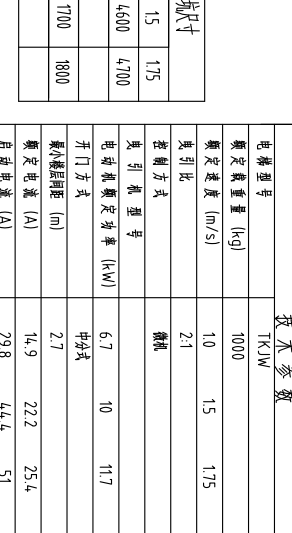 坑尺寸
1.5 1.75
4600 4700
1700 1800
技术参数
电梯型号 TKJW
额定载重量 (kg) 1000
额定速度 (m/s) 1.0 1.5 1.75
曳引比 2:1
控制方式 微机
曳引机型号
电动机额定功率 (kW) 6.7 10 11.7
开门方式 中分式
最小楼层间距 (m) 2.7
额定电流 (A) 14.9 22.2 25.4
启动电流 (A) 29.8 44.4 51